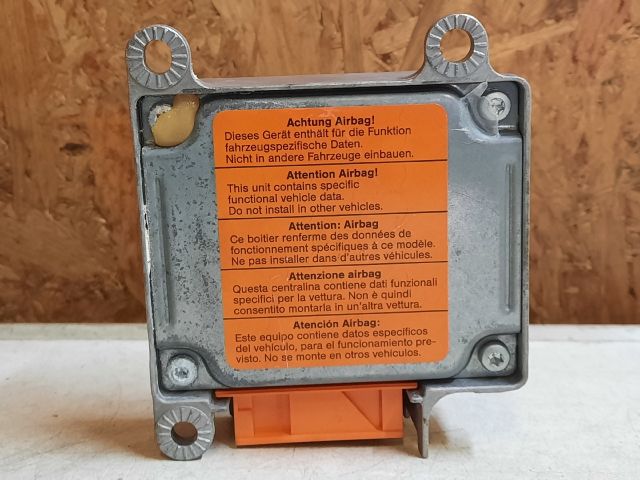 Achtung Airbag!
Dieses Gerät enthält für die Funktion
fahrzeugspezifische Daten.
Nicht in andere Fahrzeuge einbauen.
Attention Airbag!
This unit contains specific
functional vehicle data.
Do not install in other vehicles.
Attention: Airbag
Ce boitier renferme des données de
fonctionnement spécifiques à ce modèle.
Ne pas installer dans d'autres véhicules.
Attenzione airbag
Questa centralina contiene dati funzionali
specifici per la vettura. Non è quindi
consentito montarla in un'altra vettura.
Atención Airbag:
Este equipo contiene datos especificos
del vehículo, para el funcionamiento pre-
visto. No se monte en otros vehículos.